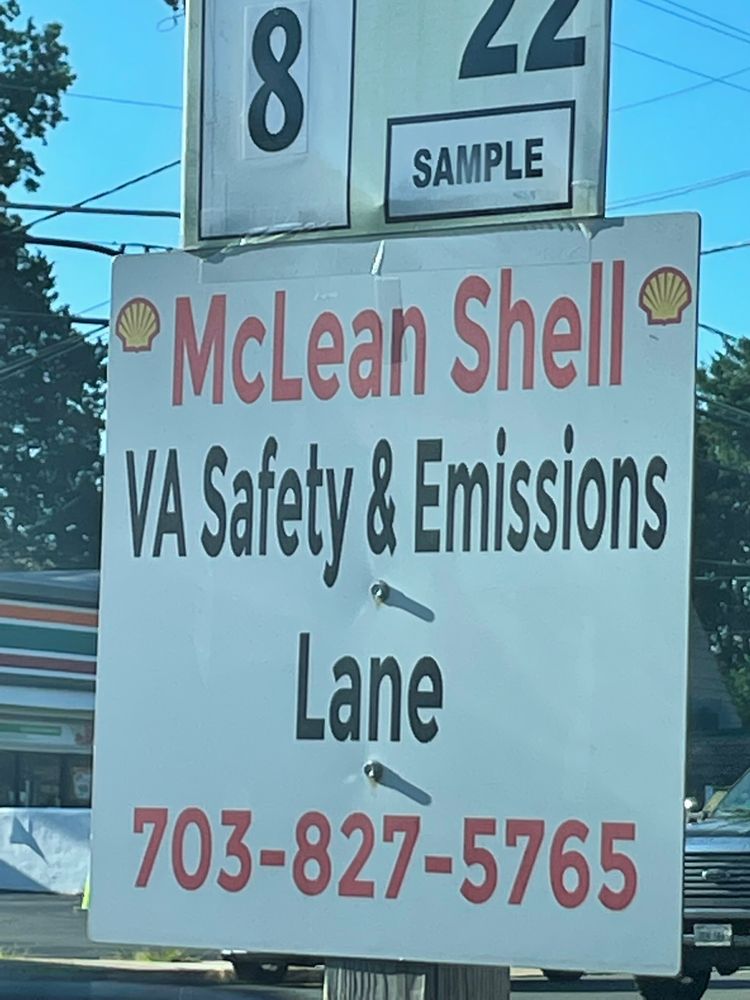 8 22
SAMPLE
McLean Shell
VA Safety & Emissions
Lane
703-827-5765